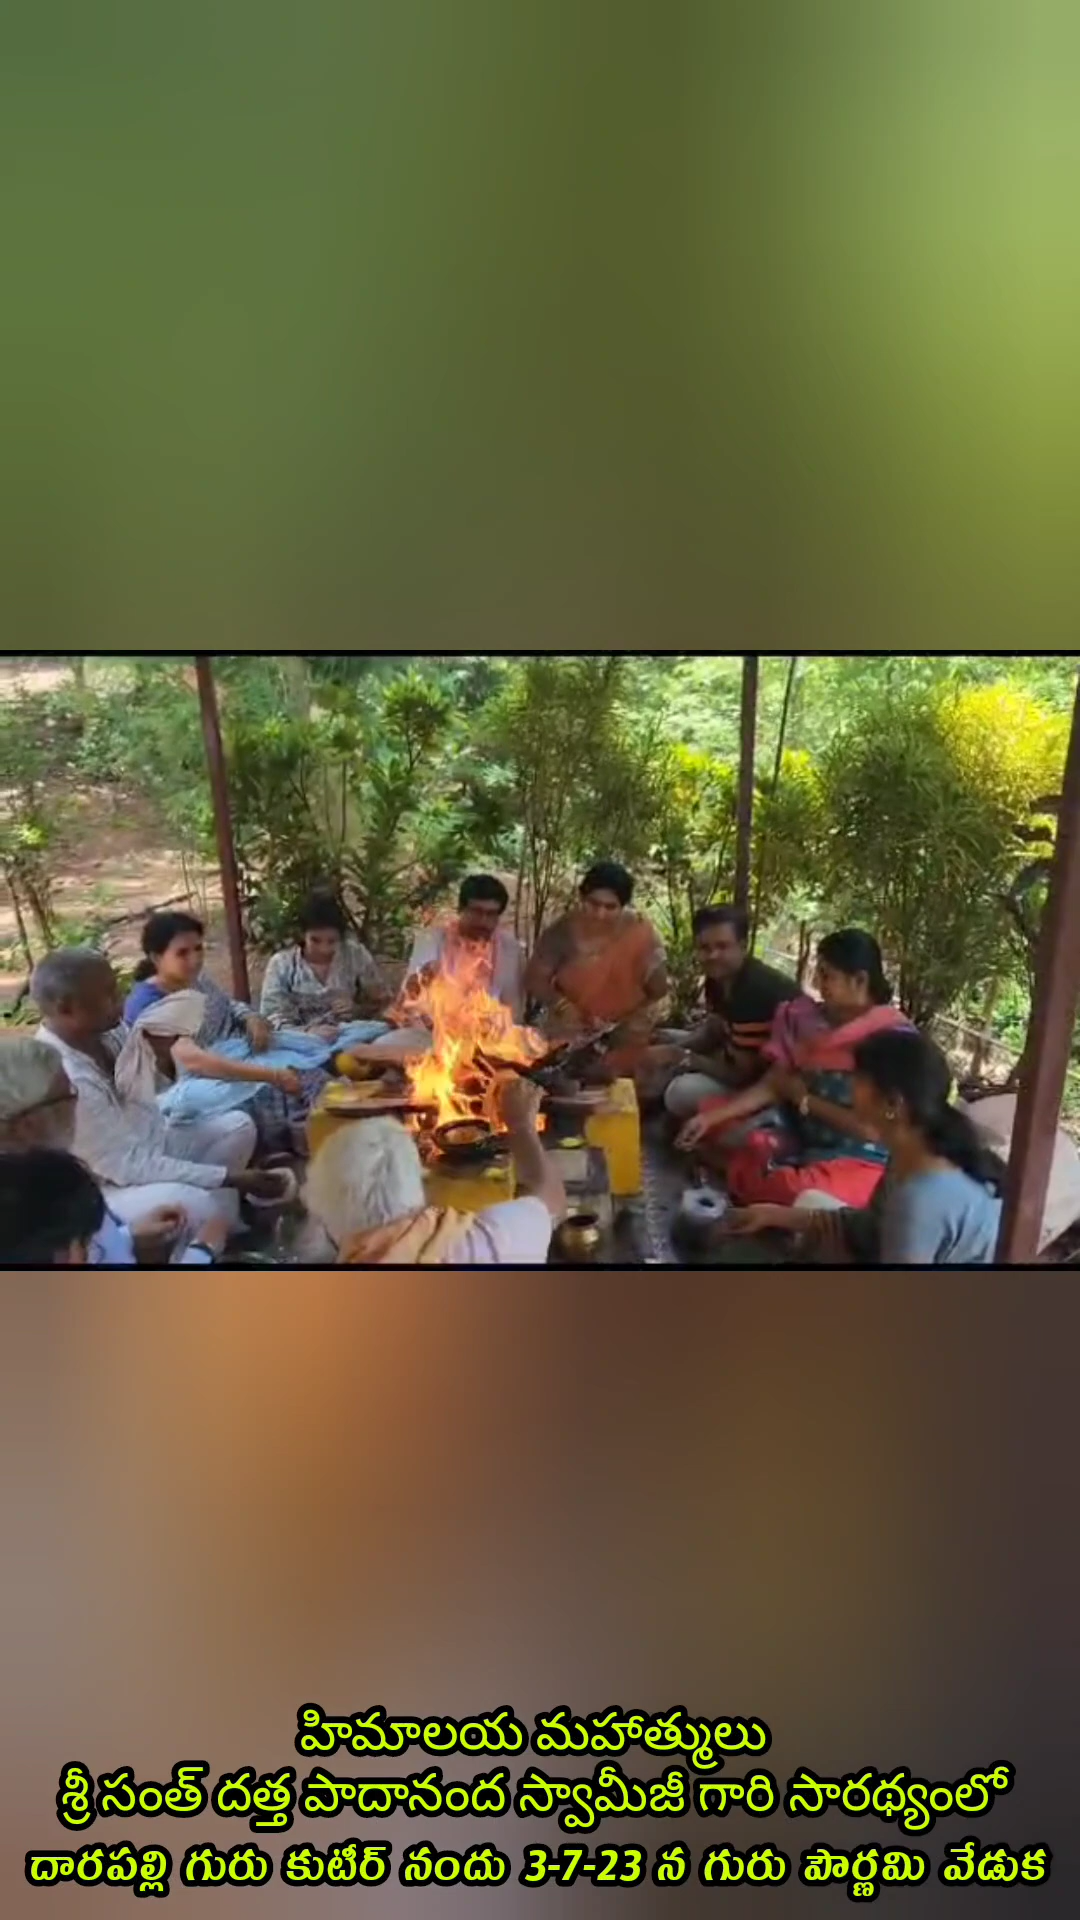 హిమాలయ మహాత్ములు
శ్రీ సంత్ దత్త పాదానంద స్వామీజీ గారి సారథ్యంలో
దారపల్లి గురు కుటీర్ నందు 3-7-23 న గురు పౌర్ణమి వేడుక